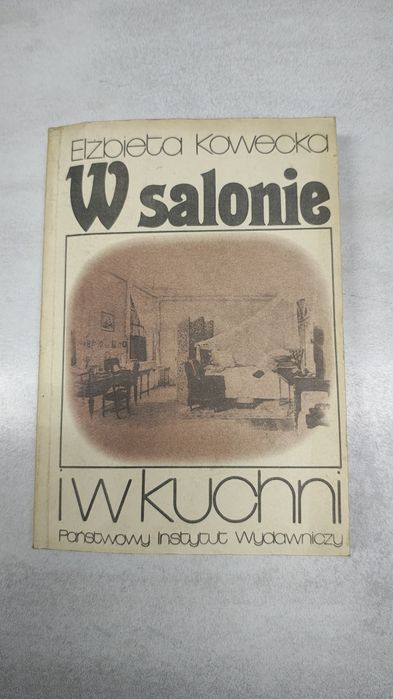 Elżbieta Kowecka
W salonie
i w kuchni
Państwowy Instytut Wydawniczy